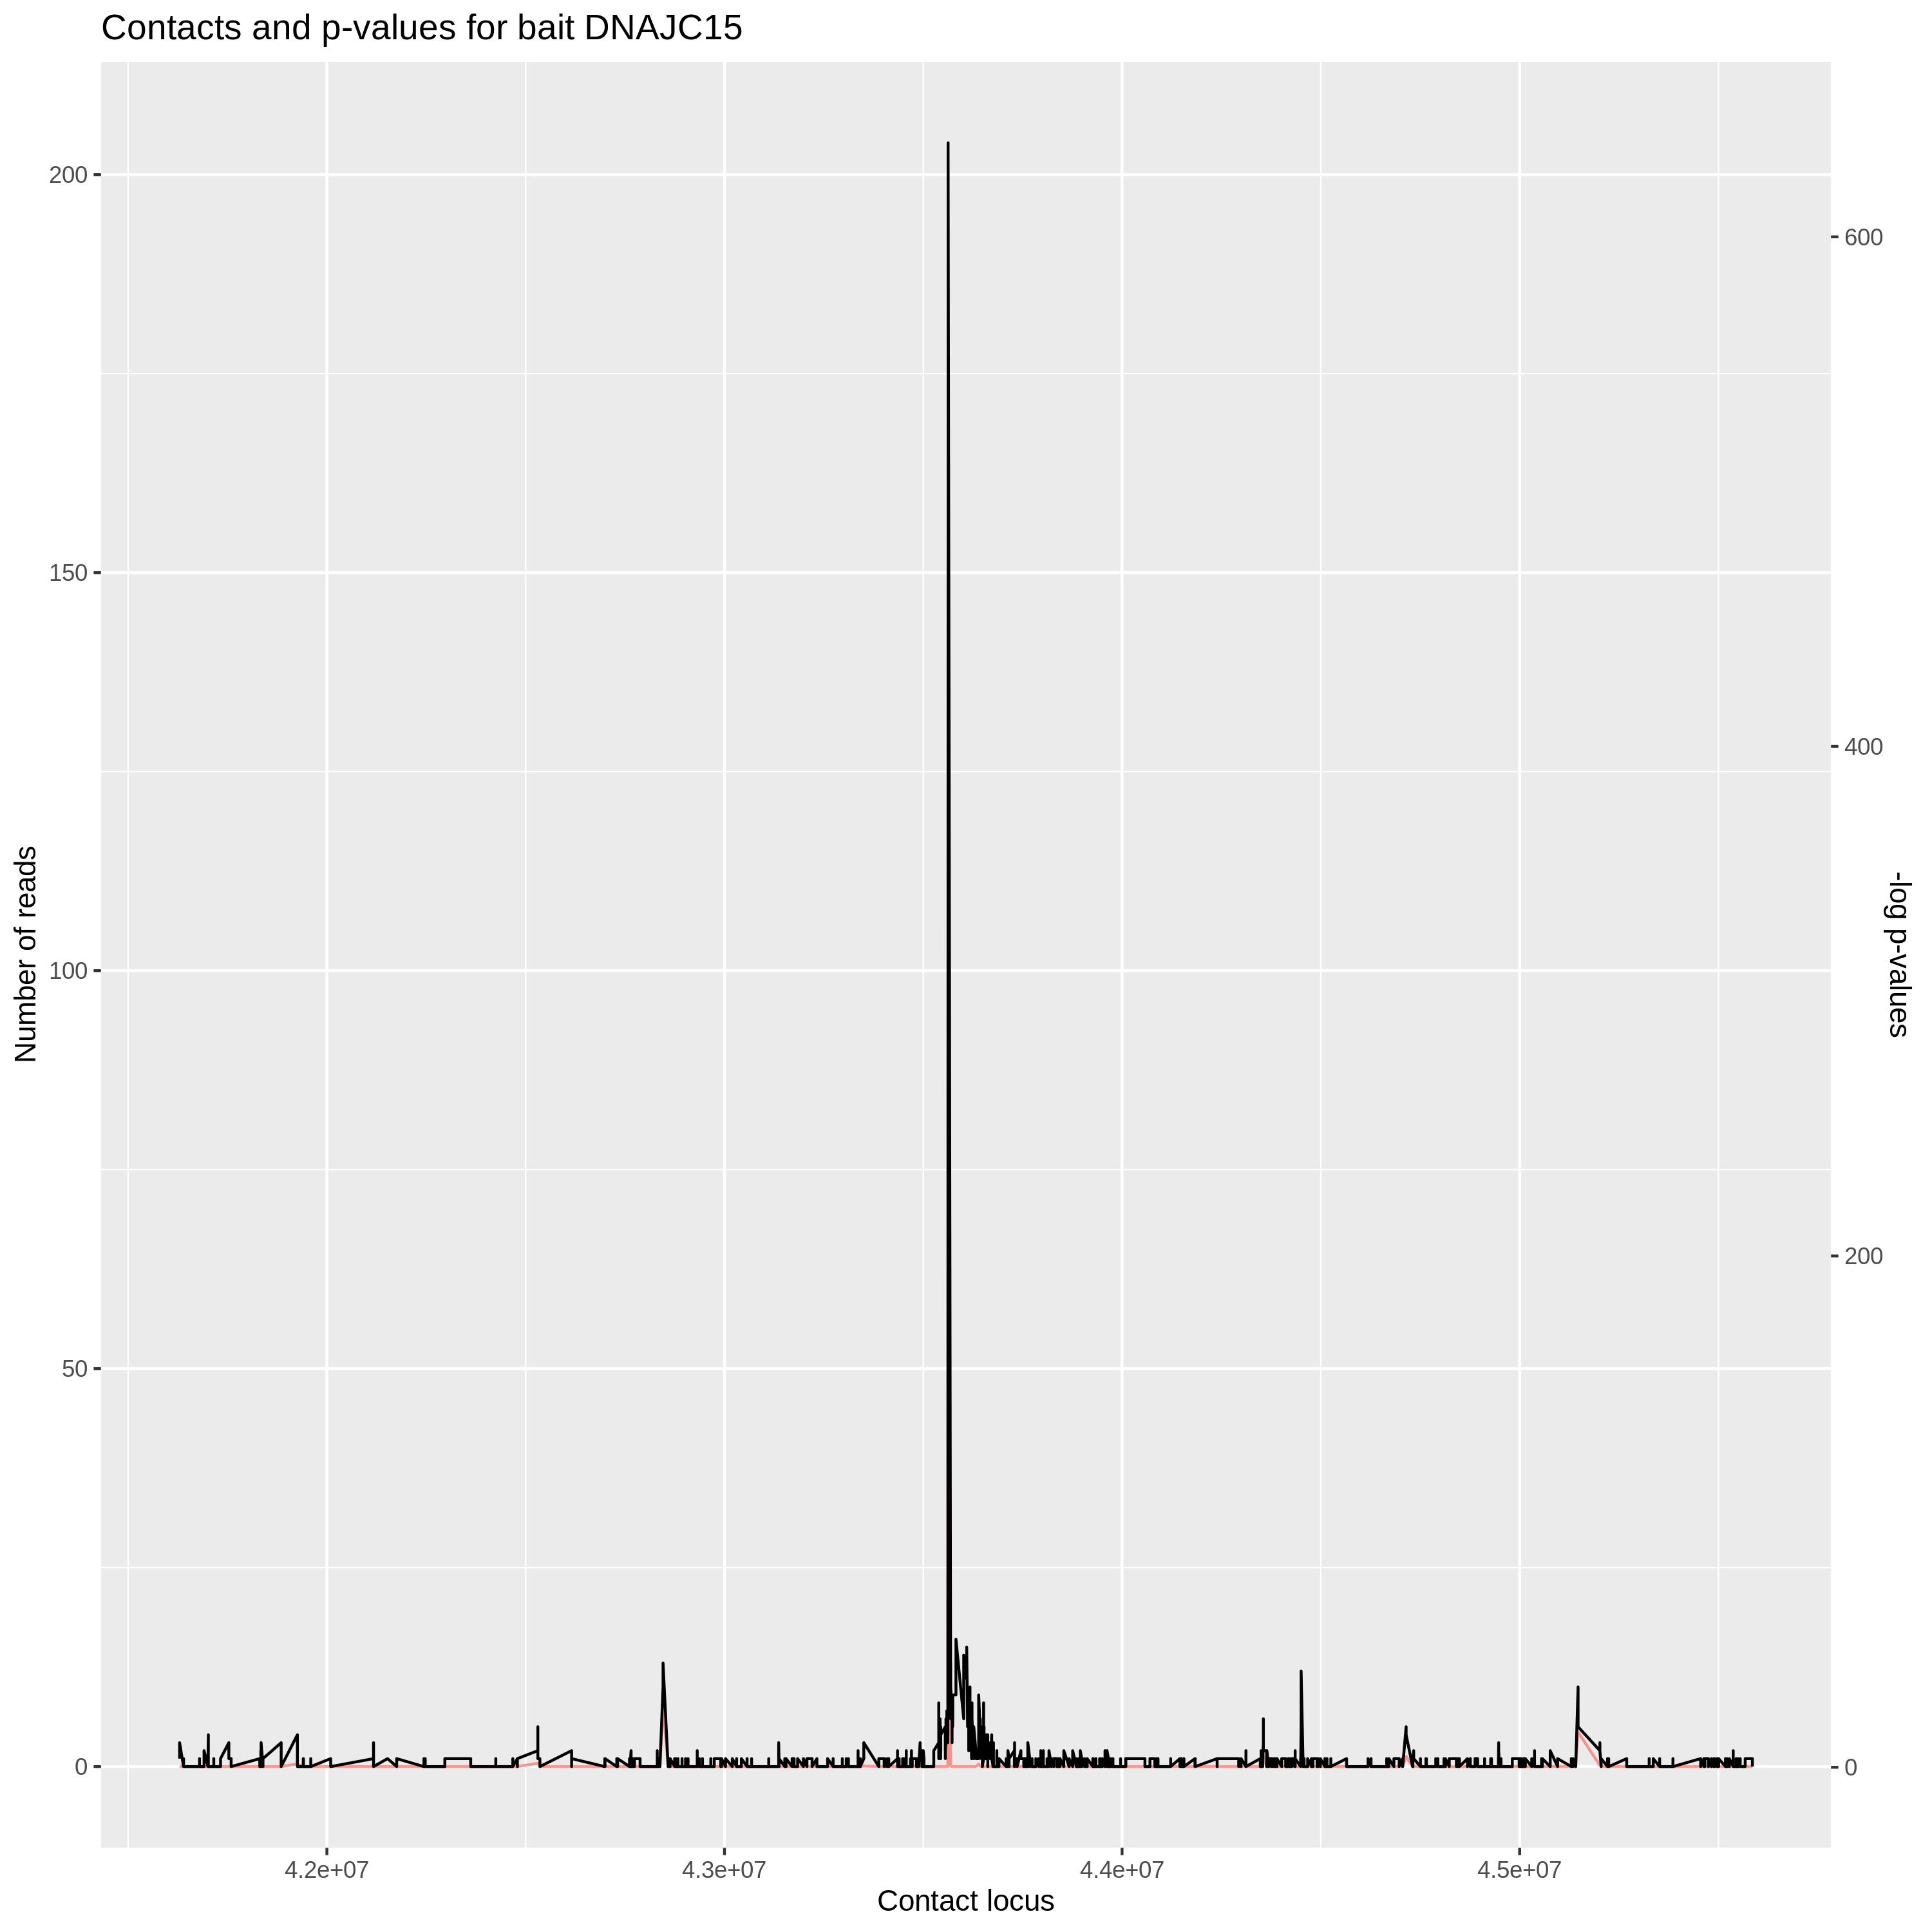 Contacts and p-values for bait DNAJC15
200
150
100
50
0
Number of reads
600
400
200
0
-log p-values
4.2e+07
4.3e+07
4.4e+07
4.5e+07
Contact locus